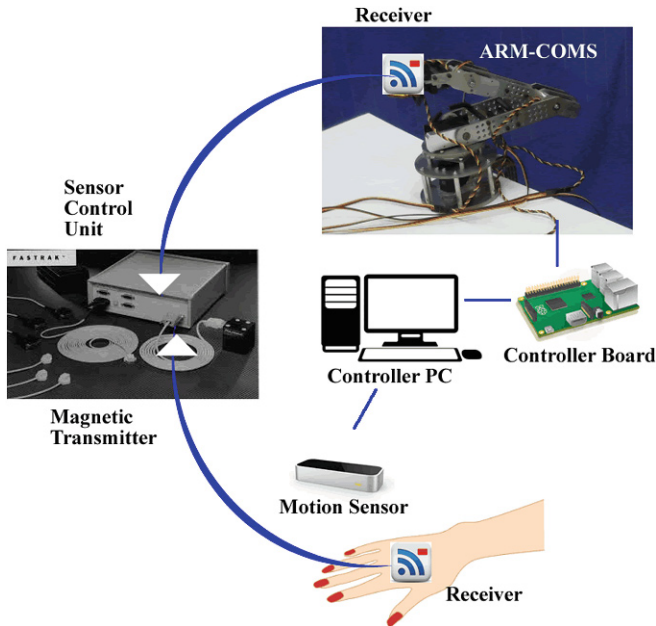 Receiver
ARM-COMS
Sensor
Control
Unit
FASTRAK
Controller Board
Controller PC
Magnetic
Transmitter
Motion Sensor
Receiver